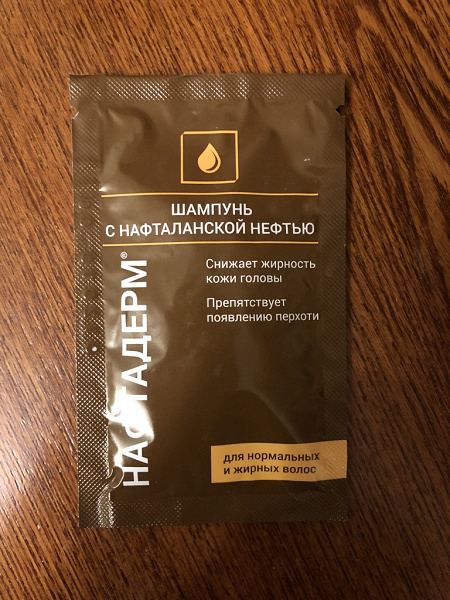 ШАМПУНЬ
С НАФТАЛАНСКОЙ НЕФТЬЮ
НАФТАДЕРМ®
Снижает жирность
кожи головы
Препятствует
появлению перхоти
для нормальных
и жирных волос